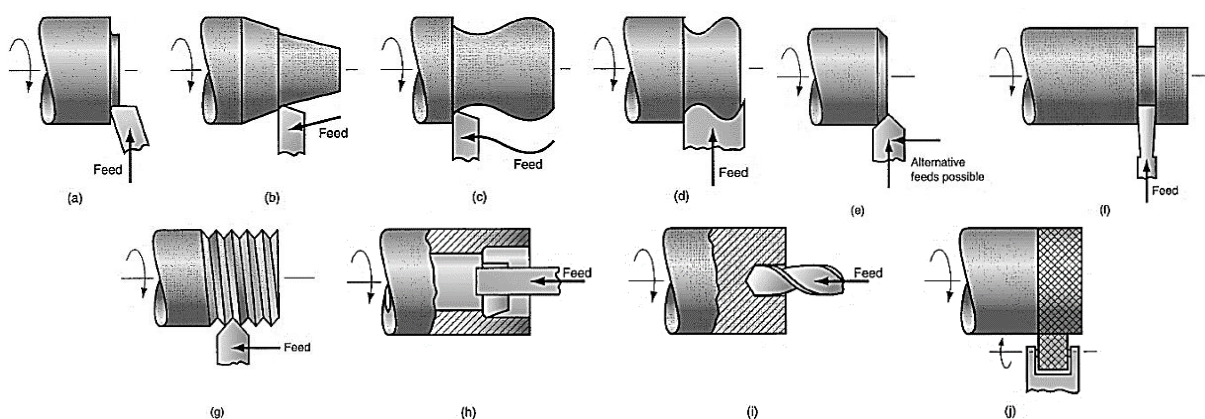 Feed
(a)
Feed
(b)
Feed
(c)
Feed
(d)
Alternative
feeds possible
(e)
Feed
(f)
Feed
(g)
Feed
(h)
Feed
(i)
(j)